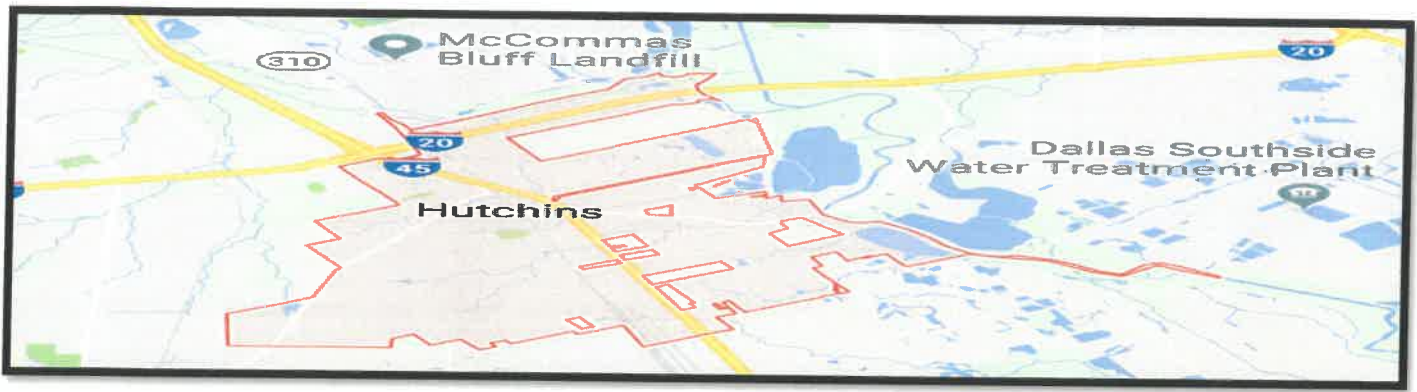 McCommas
Bluff Landfill
310
20
20
45
Dallas Southside
Water Treatment Plant
Hutchins